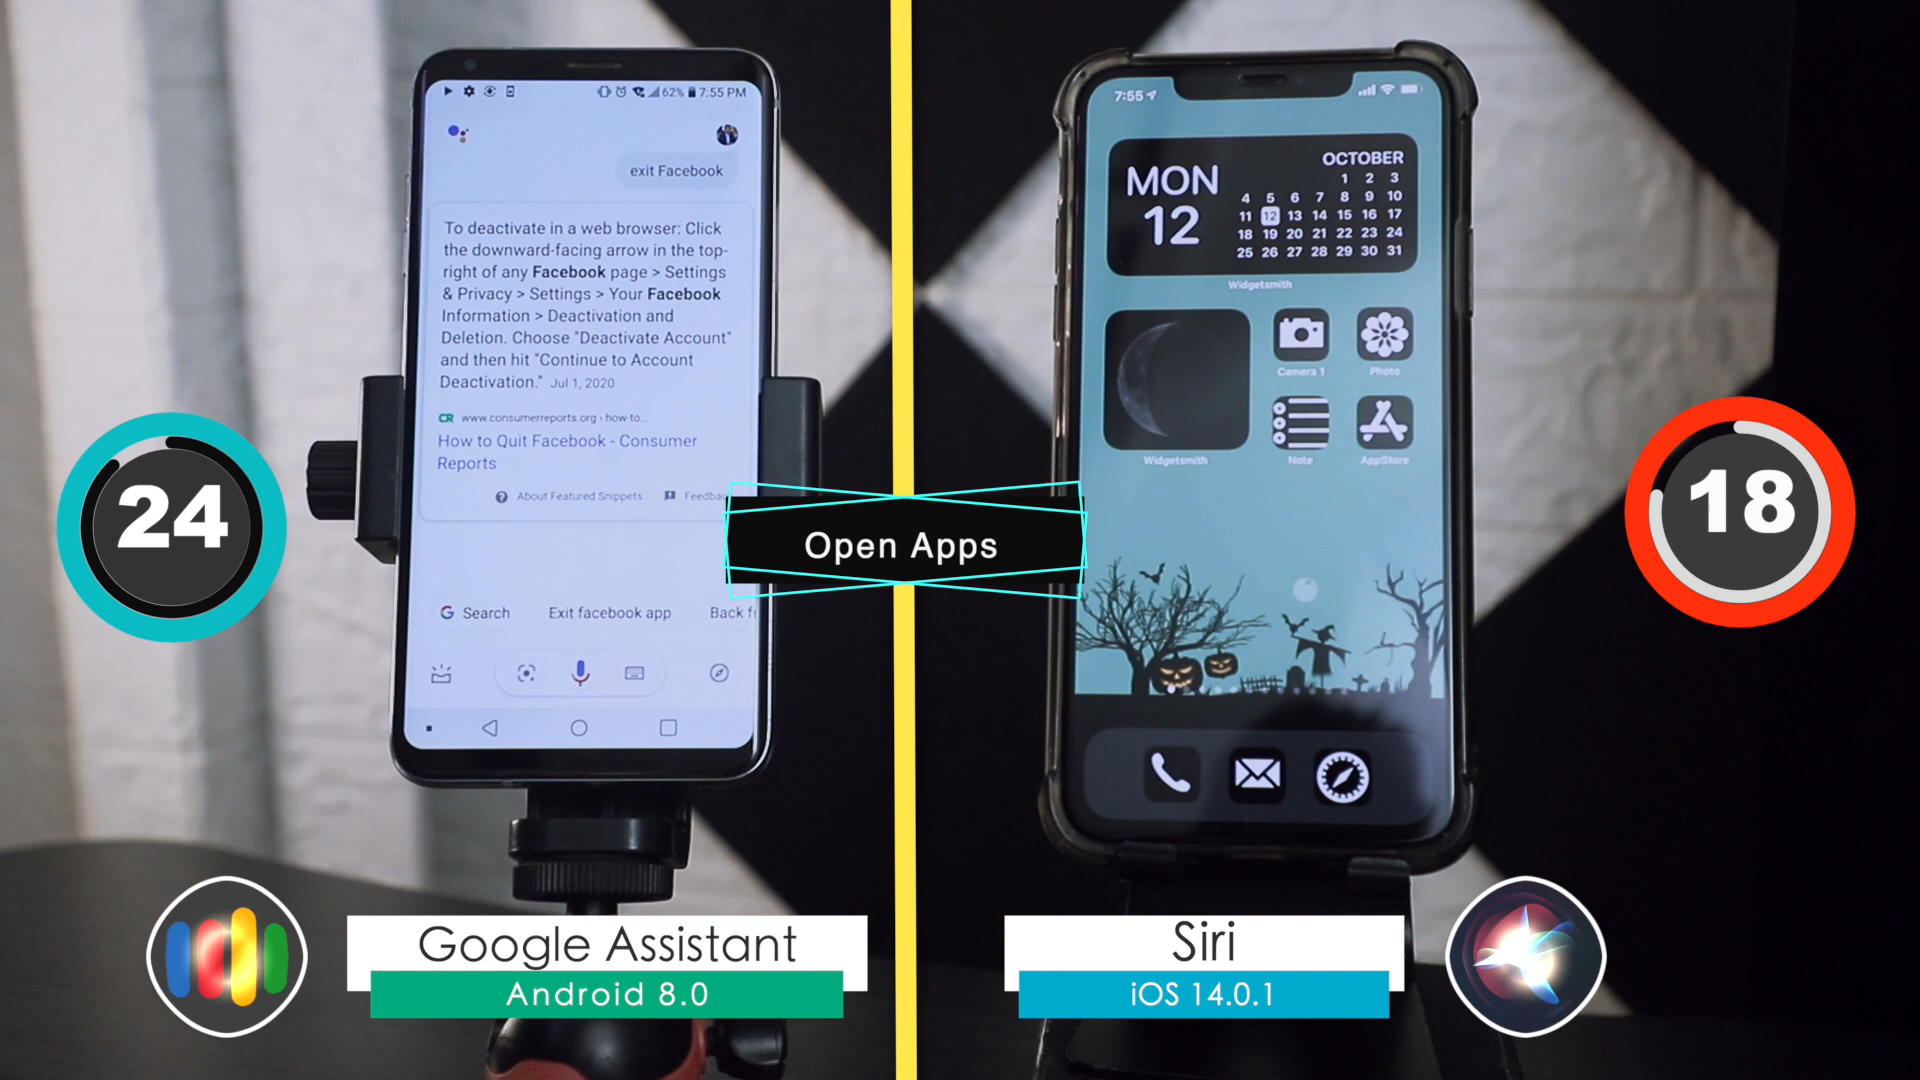 62% 7:55 PM
exit Facebook
To deactivate in a web browser: Click
the downward-facing arrow in the top-
right of any Facebook page > Settings
& Privacy > Settings > Your Facebook
Information > Deactivation and
Deletion. Choose "Deactivate Account"
and then hit "Continue to Account
Deactivation." Jul 1, 2020
CR www.consumerreports.org › how-to...
How to Quit Facebook - Consumer
Reports
About Featured Snippets Feedbac
G Search Exit facebook app Back f
24
Google Assistant
Android 8.0
Open Apps
7:55
MON
12
OCTOBER
1 2 3
4 5 6 7 8 9 10
11 12 13 14 15 16 17
18 19 20 21 22 23 24
25 26 27 28 29 30 31
Widgetsmith
Camera 1 Photo
Widgetsmith
Note AppStore
18
Siri
iOS 14.0.1